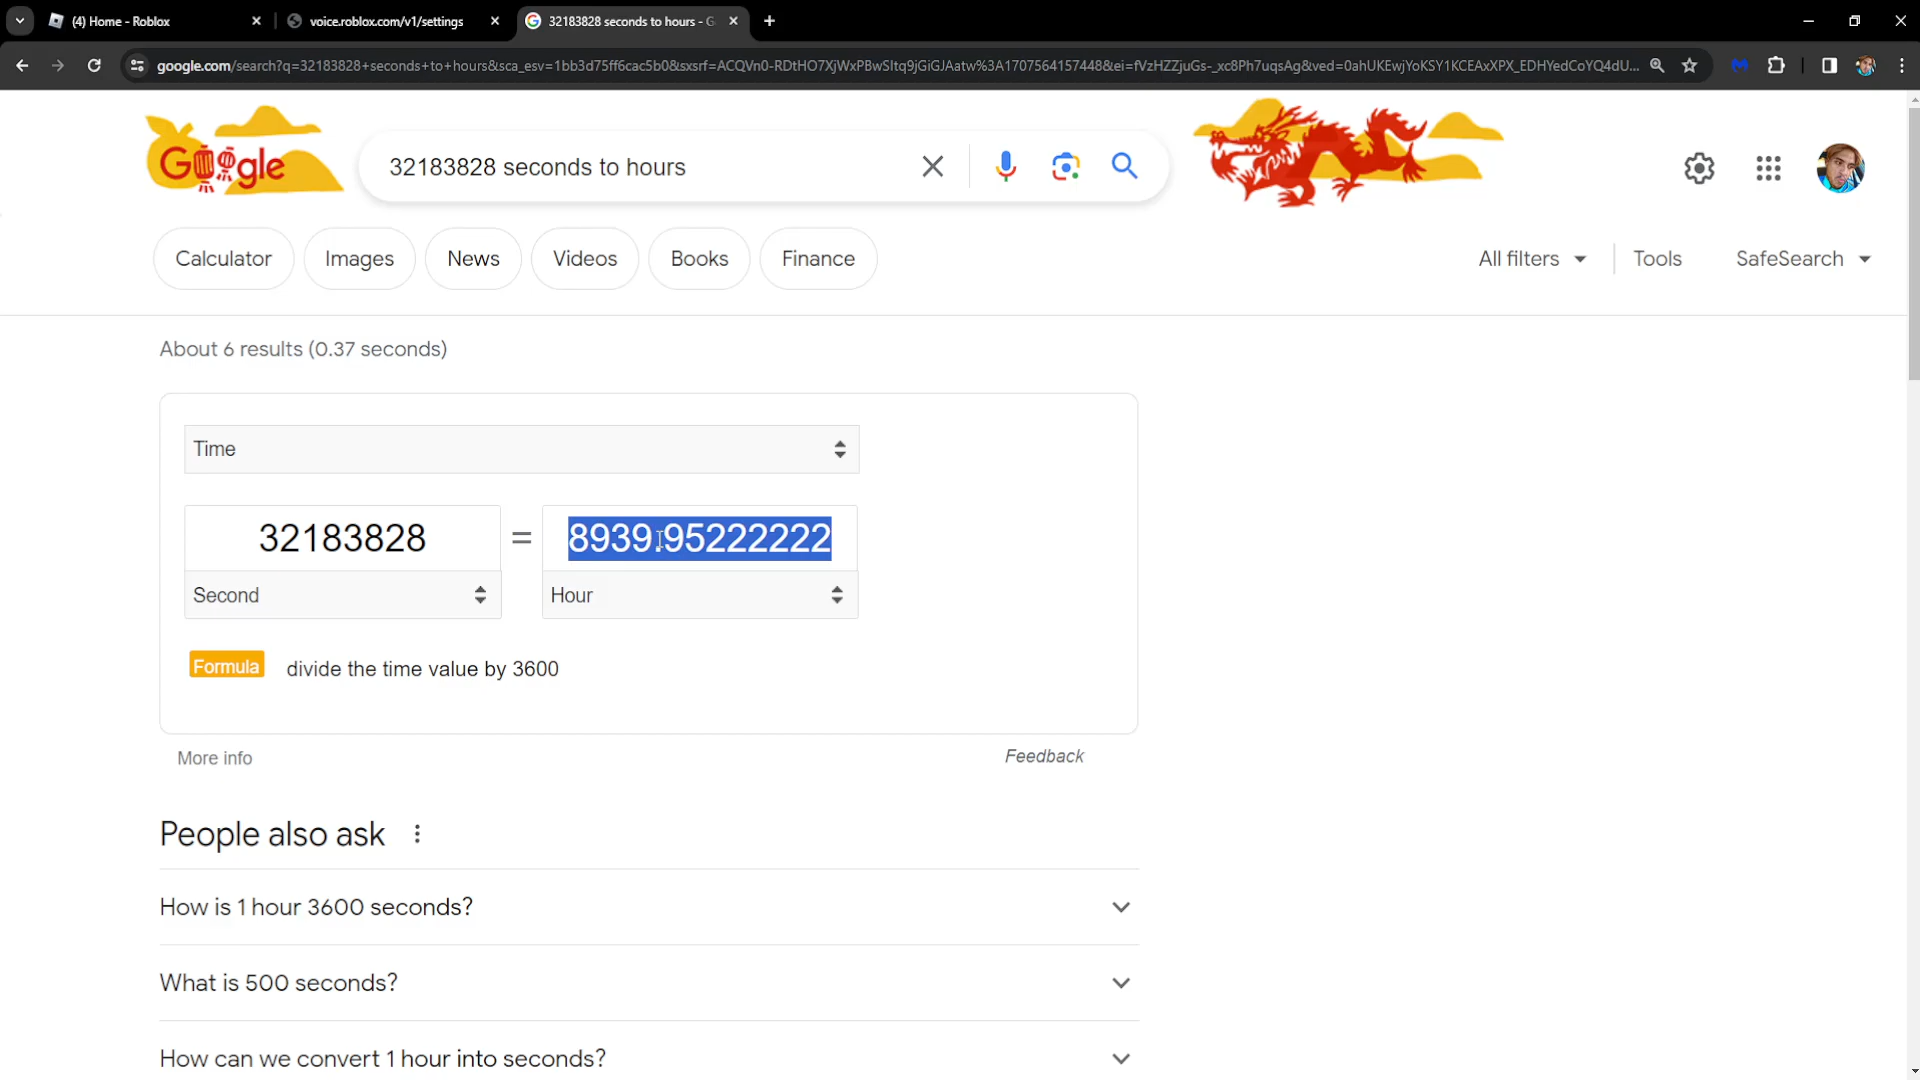 (4) Home - Roblox
voice.roblox.com/v1/settings
32183828 seconds to hours - G
google.com/search?q=32183828+seconds+to+hours&sca_esv=1bb3d75ff6cac5b0&sxsrf=ACQVn0-RDtHO7XjWxPBwSltq9jGiGJAatw%3A1707564157448&ei=fVzHZZjuGs-_xc8Ph7uqsAg&ved=0ahUKEwjYoKSY1KCEAxXPX_EDHYedCoYQ4dU...
Google
32183828 seconds to hours
Calculator
Images
News
Videos
Books
Finance
All filters
Tools
SafeSearch
About 6 results (0.37 seconds)
Time
32183828 = 8939.95222222
Second
Hour
Formula divide the time value by 3600
More info
Feedback
People also ask
How is 1 hour 3600 seconds?
What is 500 seconds?
How can we convert 1 hour into seconds?